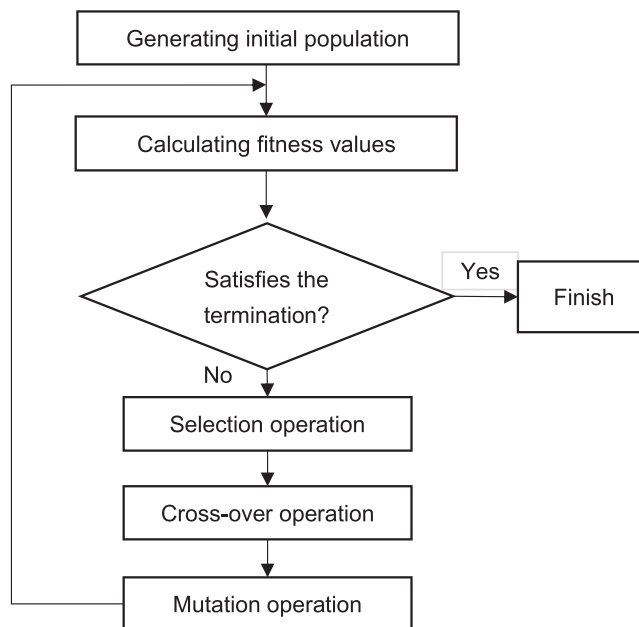 Generating initial population
Calculating fitness values
Satisfies the
termination?
Yes
Finish
No
Selection operation
Cross-over operation
Mutation operation